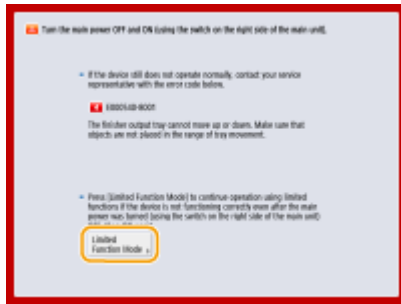 Turn the main power OFF and ON (using the switch on the right side of the main unit).
If the device still does not operate normally, contact your service
representative with the error code below.
E000540-8001
The finisher output tray cannot move up or down. Make sure that
objects are not placed in the range of tray movement.
Press [Limited Function Mode] to continue operation using limited
functions if the device is not functioning correctly even after the main
power was turned (using the switch on the right side of the main unit)
Limited
Function Mode